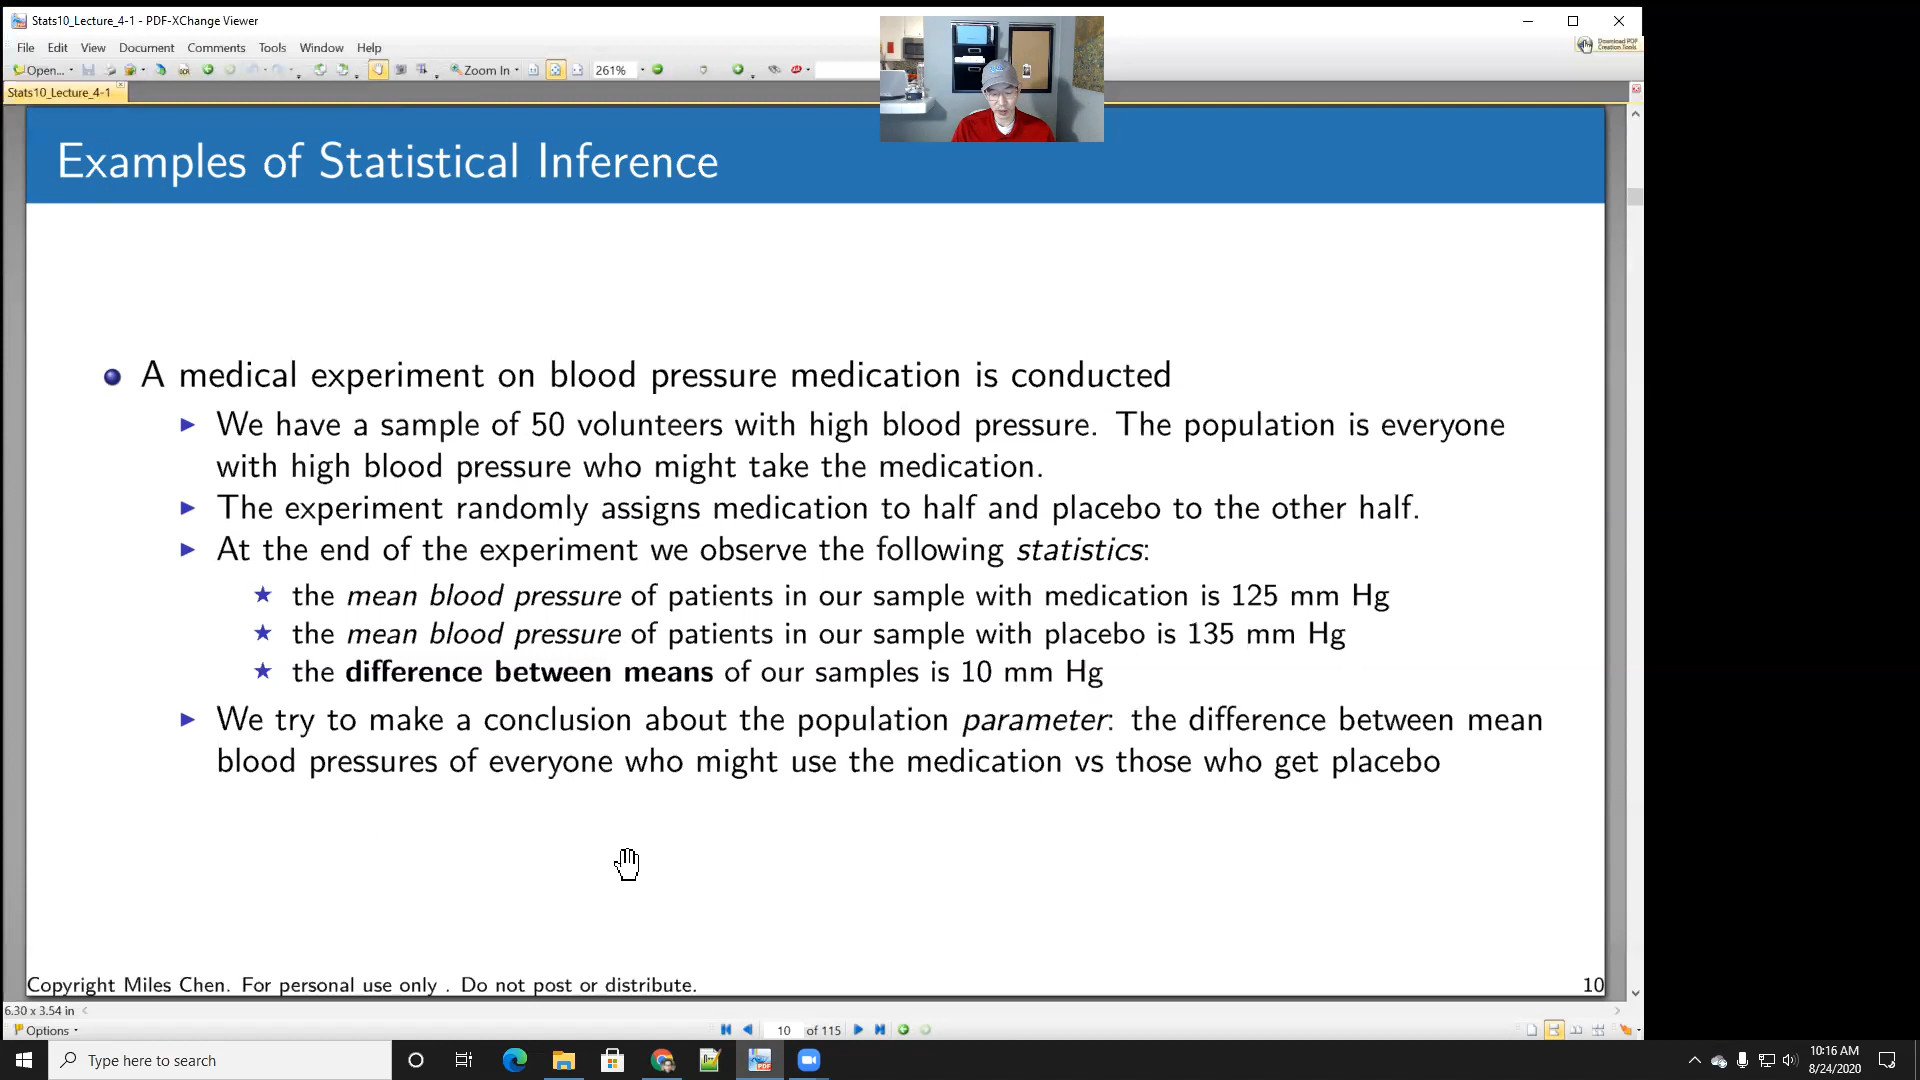 Stats10_Lecture_4-1 - PDF-XChange Viewer
File Edit View Document Comments Tools Window Help
Download PDF
Creation Tools
Open...
Zoom In
261%
Stats10_Lecture_4-1
Examples of Statistical Inference
A medical experiment on blood pressure medication is conducted
We have a sample of 50 volunteers with high blood pressure. The population is everyone
with high blood pressure who might take the medication.
The experiment randomly assigns medication to half and placebo to the other half.
At the end of the experiment we observe the following statistics:
the mean blood pressure of patients in our sample with medication is 125 mm Hg
the mean blood pressure of patients in our sample with placebo is 135 mm Hg
the difference between means of our samples is 10 mm Hg
We try to make a conclusion about the population parameter: the difference between mean
blood pressures of everyone who might use the medication vs those who get placebo
Copyright Miles Chen. For personal use only . Do not post or distribute.
10
6.30 x 3.54 in
Options
10 of 115
Type here to search
10:16 AM
8/24/2020